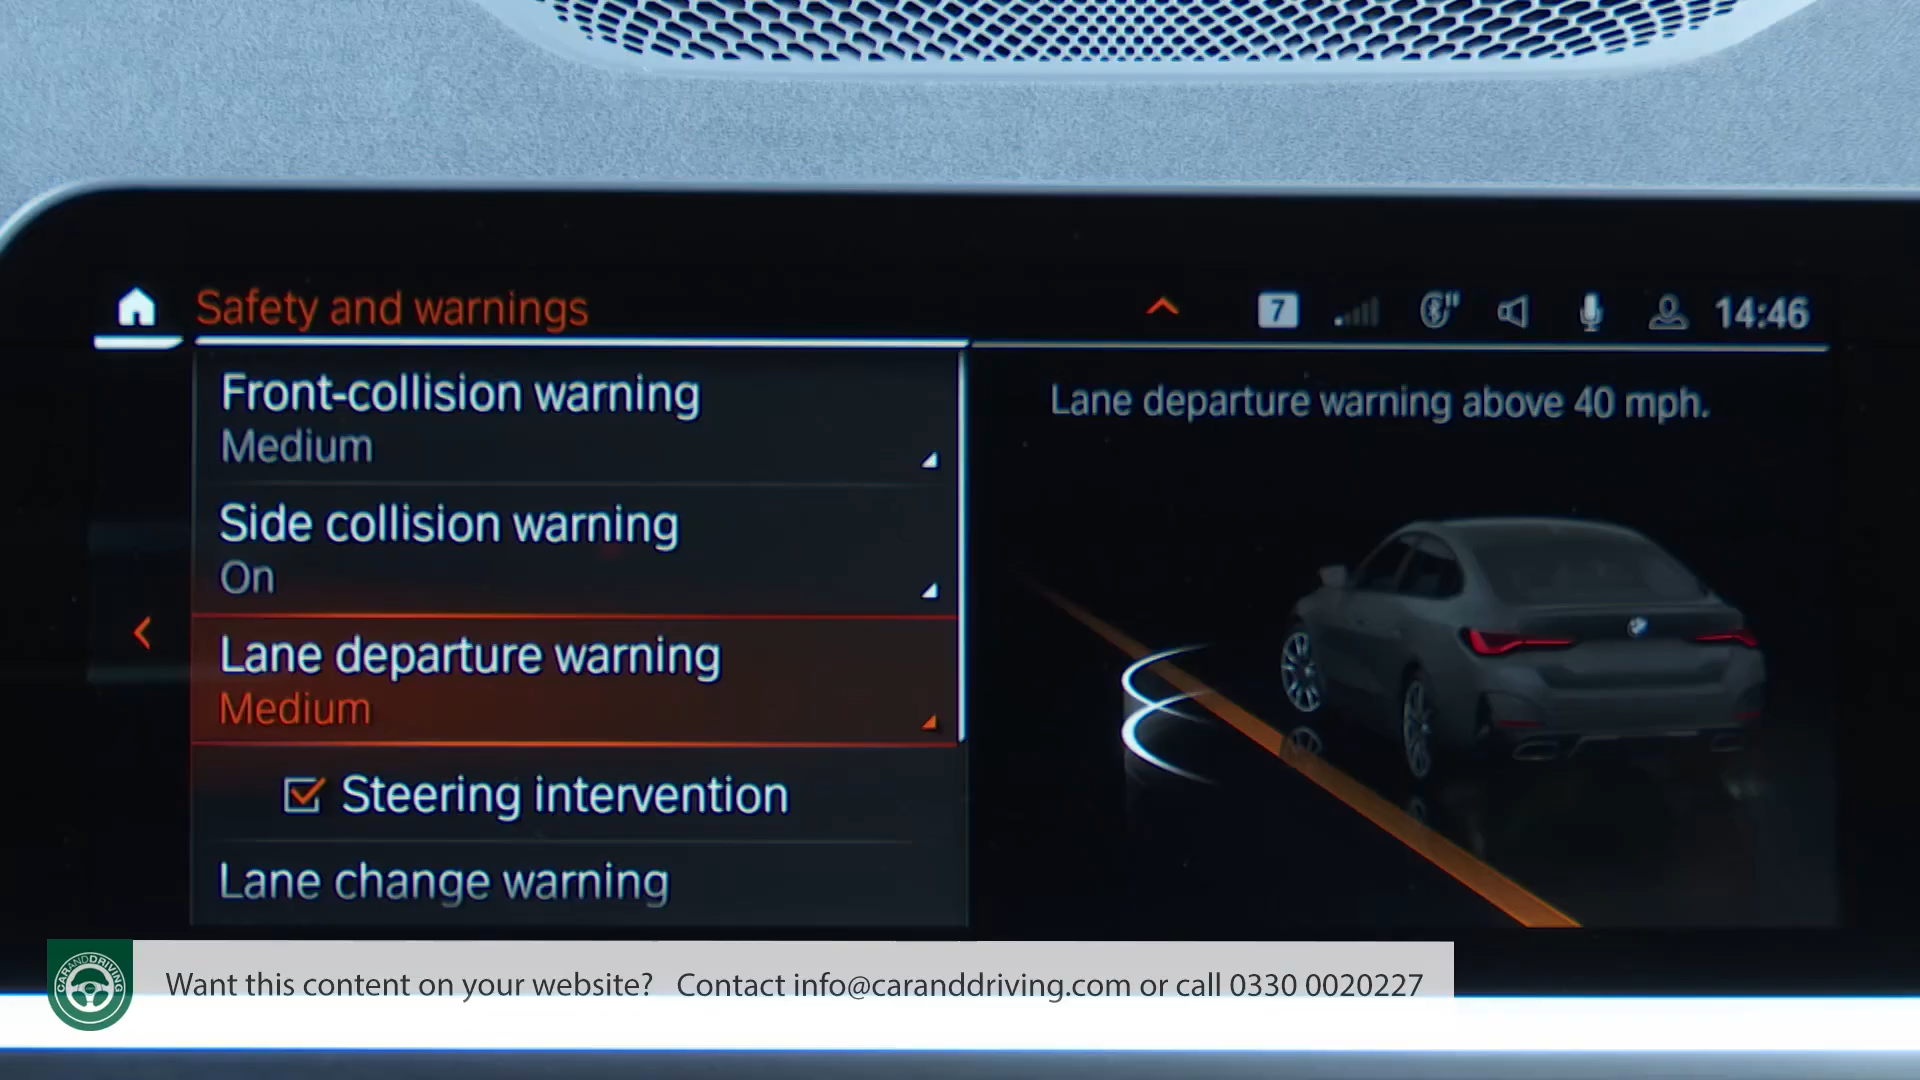 Safety and warnings
7
14:46
Front-collision warning
Medium
Side collision warning
On
Lane departure warning
Medium
Steering intervention
Lane change warning
Lane departure warning above 40 mph.
CARANDDRIVING
Want this content on your website? Contact info@caranddriving.com or call 0330 0020227